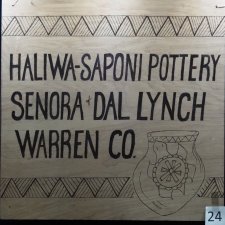 HALIWA-SAPONI POTTERY
SENORA & DAL LYNCH
WARREN CO.
24